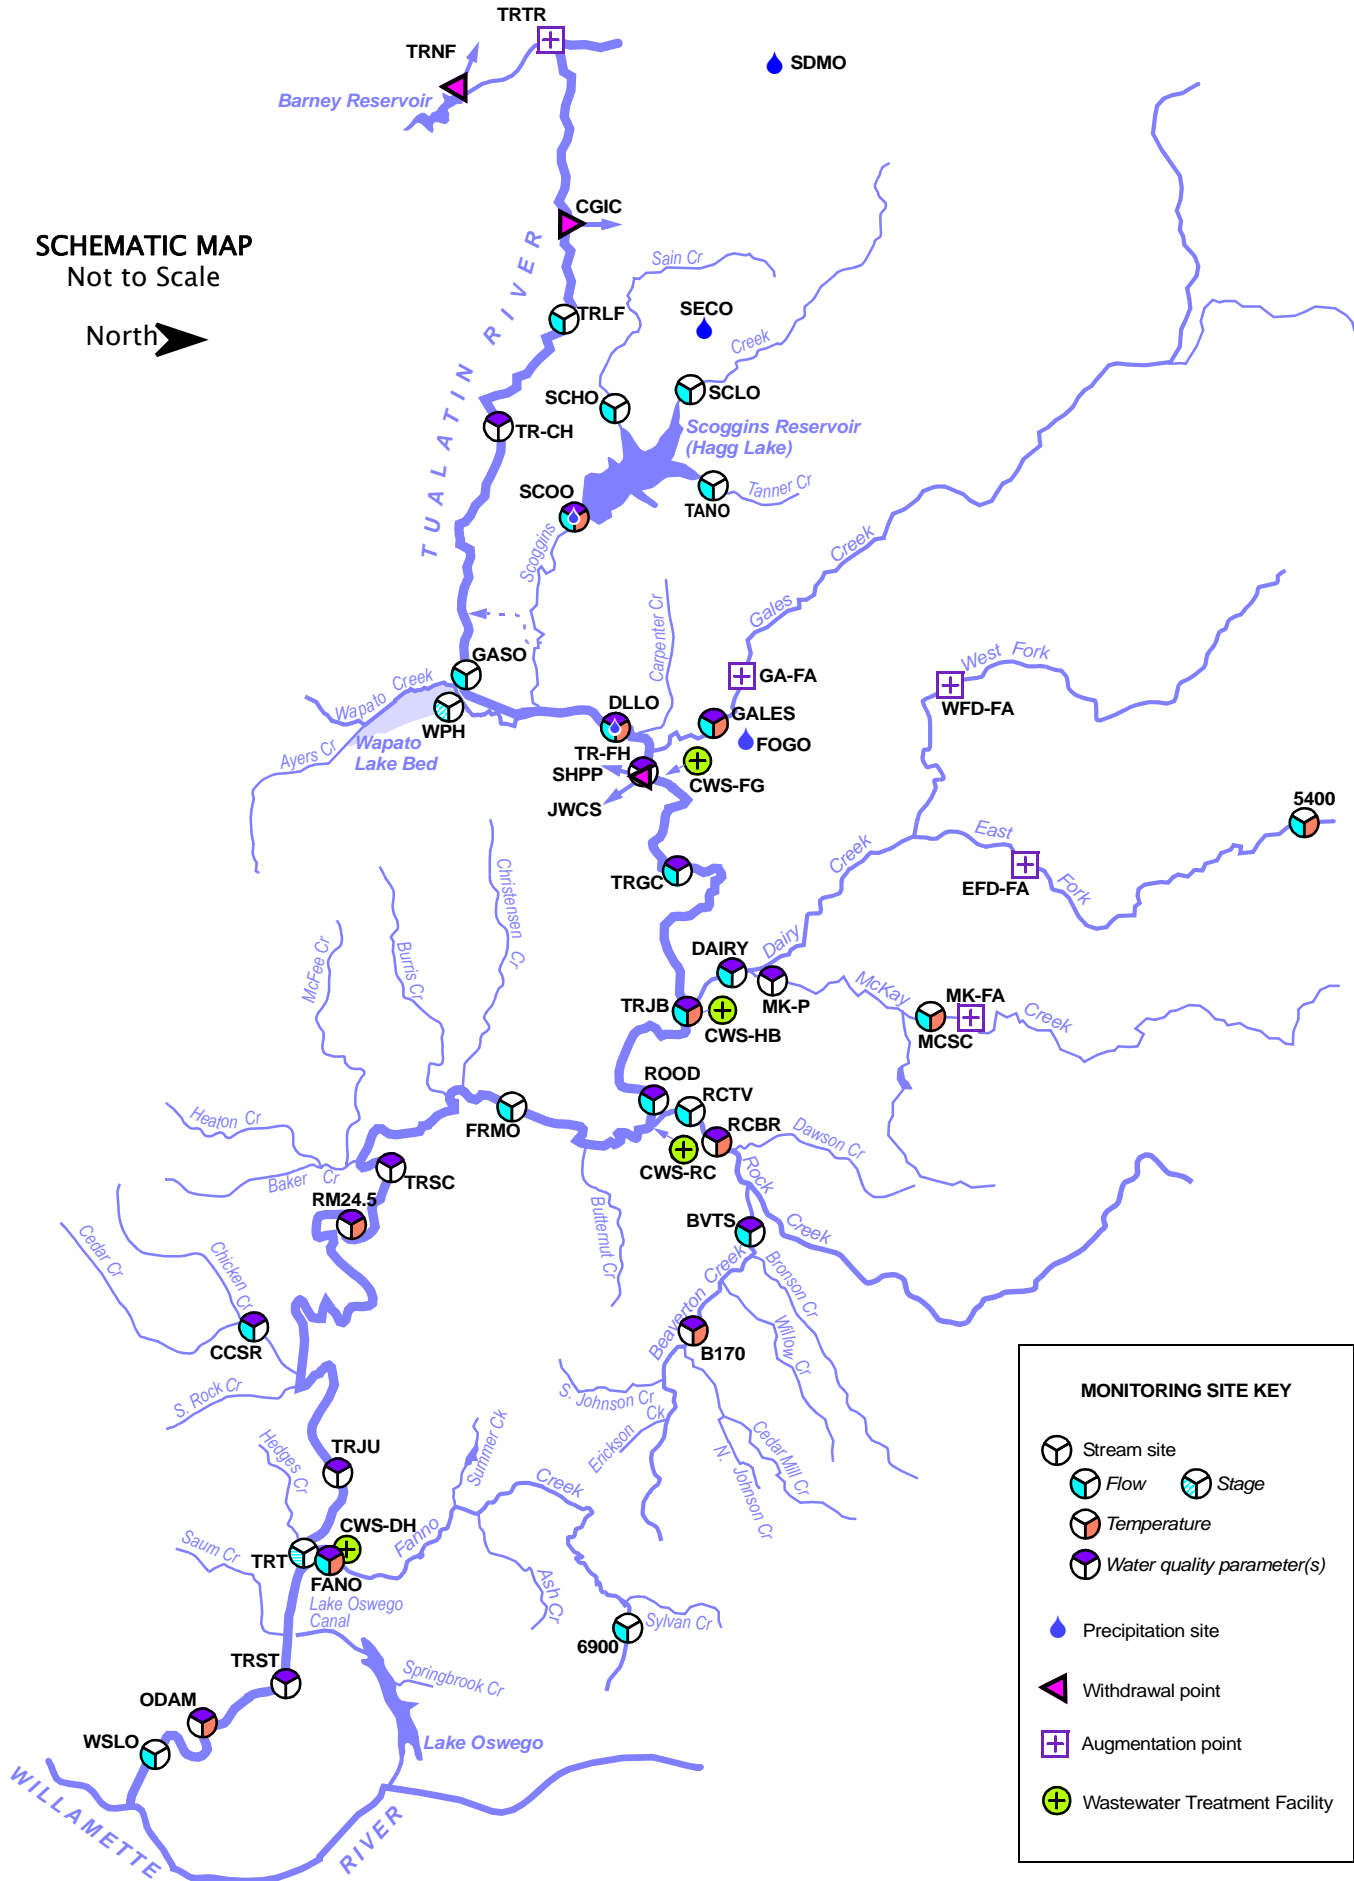 TRTR
TRNF
SDMO
Barney Reservoir
CGIC
SCHEMATIC MAP
Not to Scale
North
TUALATIN RIVER
Sain Cr
TRLF
SECO
Creek
SCHO
SCLO
TR-CH
Scoggins Reservoir
(Hagg Lake)
SCOO
TANO
Tanner Cr
Scoggins
Creek
Gales
Carpenter Cr
GASO
GA-FA
West Fork
WFD-FA
Wapato Creek
WPH
DLLO
GALES
FOGO
Ayers Cr
Wapato
Lake Bed
TR-FH
SHPP
CWS-FG
JWCS
5400
East
Fork
EFD-FA
Creek
Dairy
TRGC
Christensen Cr
Burris Cr
McFee Cr
DAIRY
MK-P
McKay
MK-FA
Creek
MCSC
TRJB
CWS-HB
ROOD
RCTV
RCBR
Dawson Cr
FRMO
CWS-RC
Rock
Creek
Heaton Cr
Baker Cr
TRSC
RM24.5
Butternut Cr
BVTS
Bronson Cr
Beaverton Creek
Willow Cr
Cedar Cr
Chicken Cr
CCSR
B170
S. Rock Cr
S. Johnson Cr
Erickson Ck
Cedar Mill Cr
N. Johnson Cr
Hedges Cr
TRJU
Summer Ck
Creek
Fanno
CWS-DH
Saum Cr
TRT
FANO
Lake Oswego
Canal
Ash Cr
Sylvan Cr
6900
TRST
Springbrook Cr
ODAM
WSLO
Lake Oswego
WILLAMETTE
RIVER
MONITORING SITE KEY
Stream site
Flow
Stage
Temperature
Water quality parameter(s)
Precipitation site
Withdrawal point
Augmentation point
Wastewater Treatment Facility